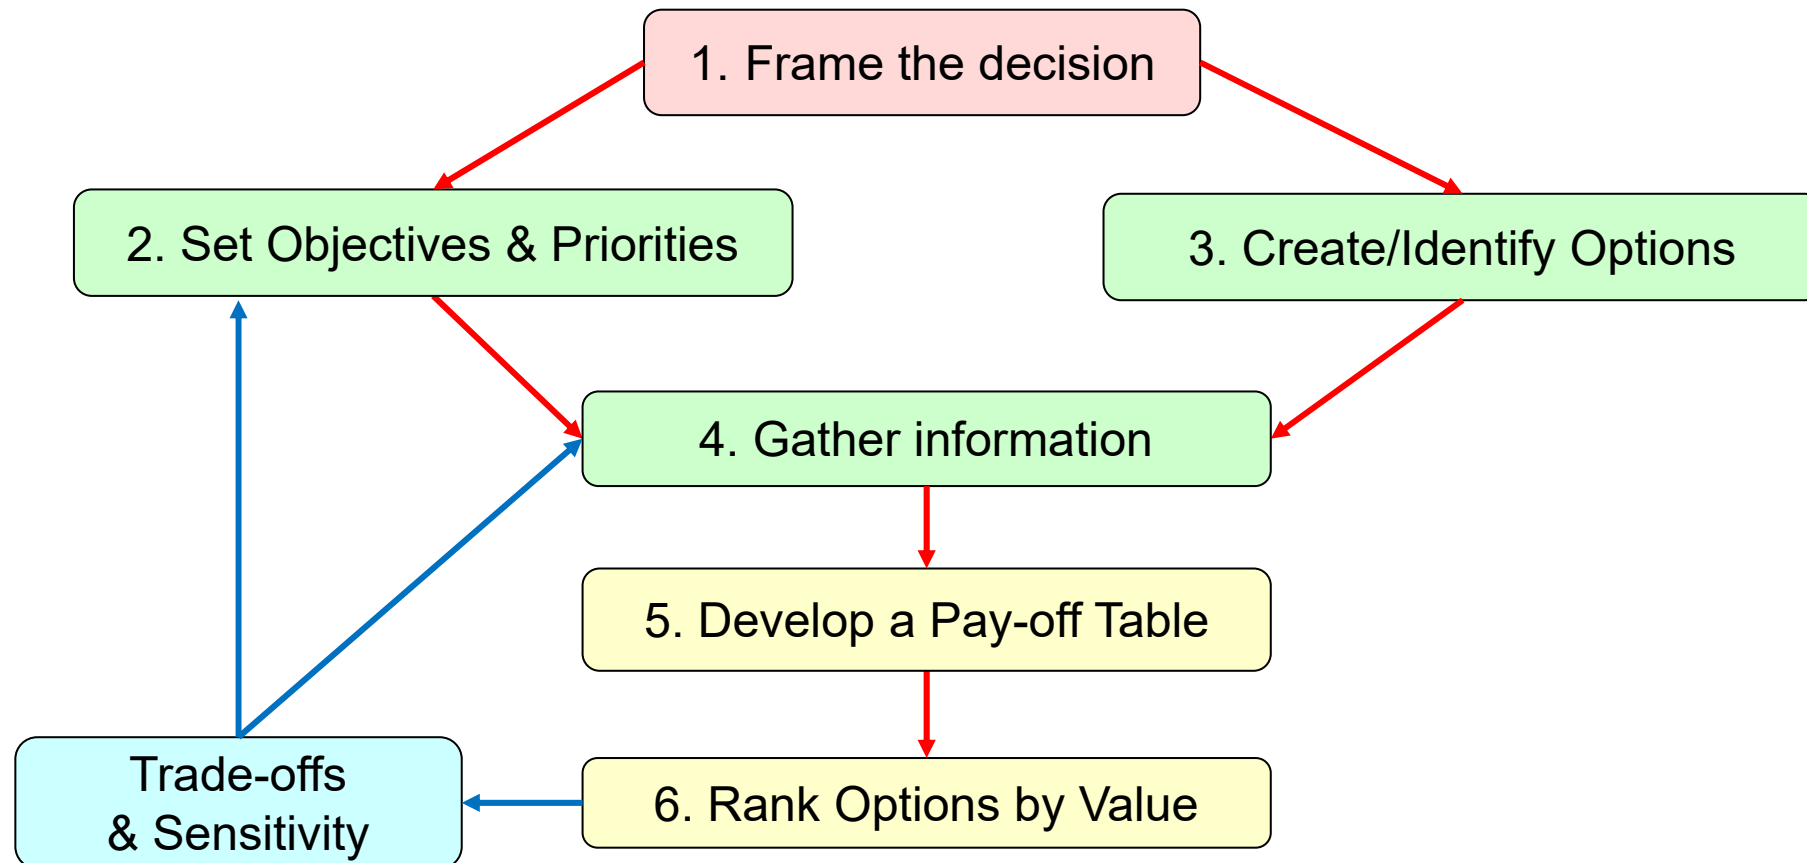 1. Frame the decision
2. Set Objectives & Priorities
3. Create/Identify Options
4. Gather information
5. Develop a Pay-off Table
6. Rank Options by Value
Trade-offs
& Sensitivity